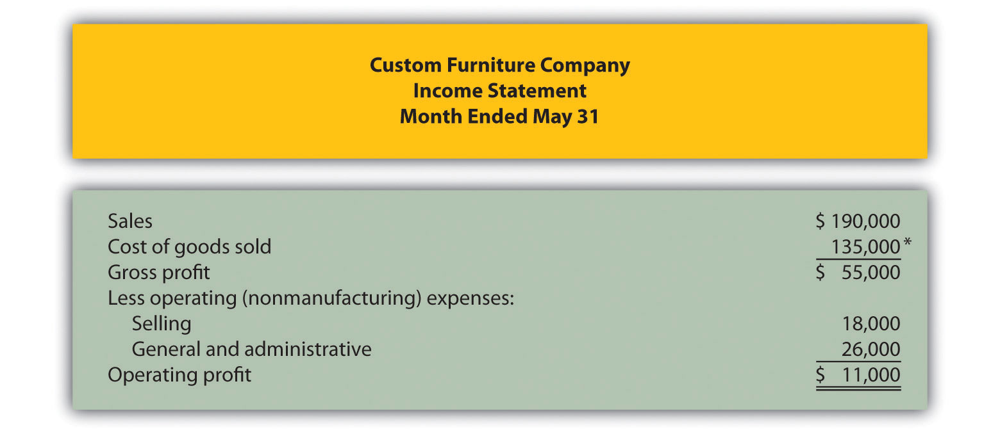 Custom Furniture Company
Income Statement
Month Ended May 31
Sales $ 190,000
Cost of goods sold 135,000*
Gross profit $ 55,000
Less operating (nonmanufacturing) expenses:
Selling 18,000
General and administrative 26,000
Operating profit $ 11,000